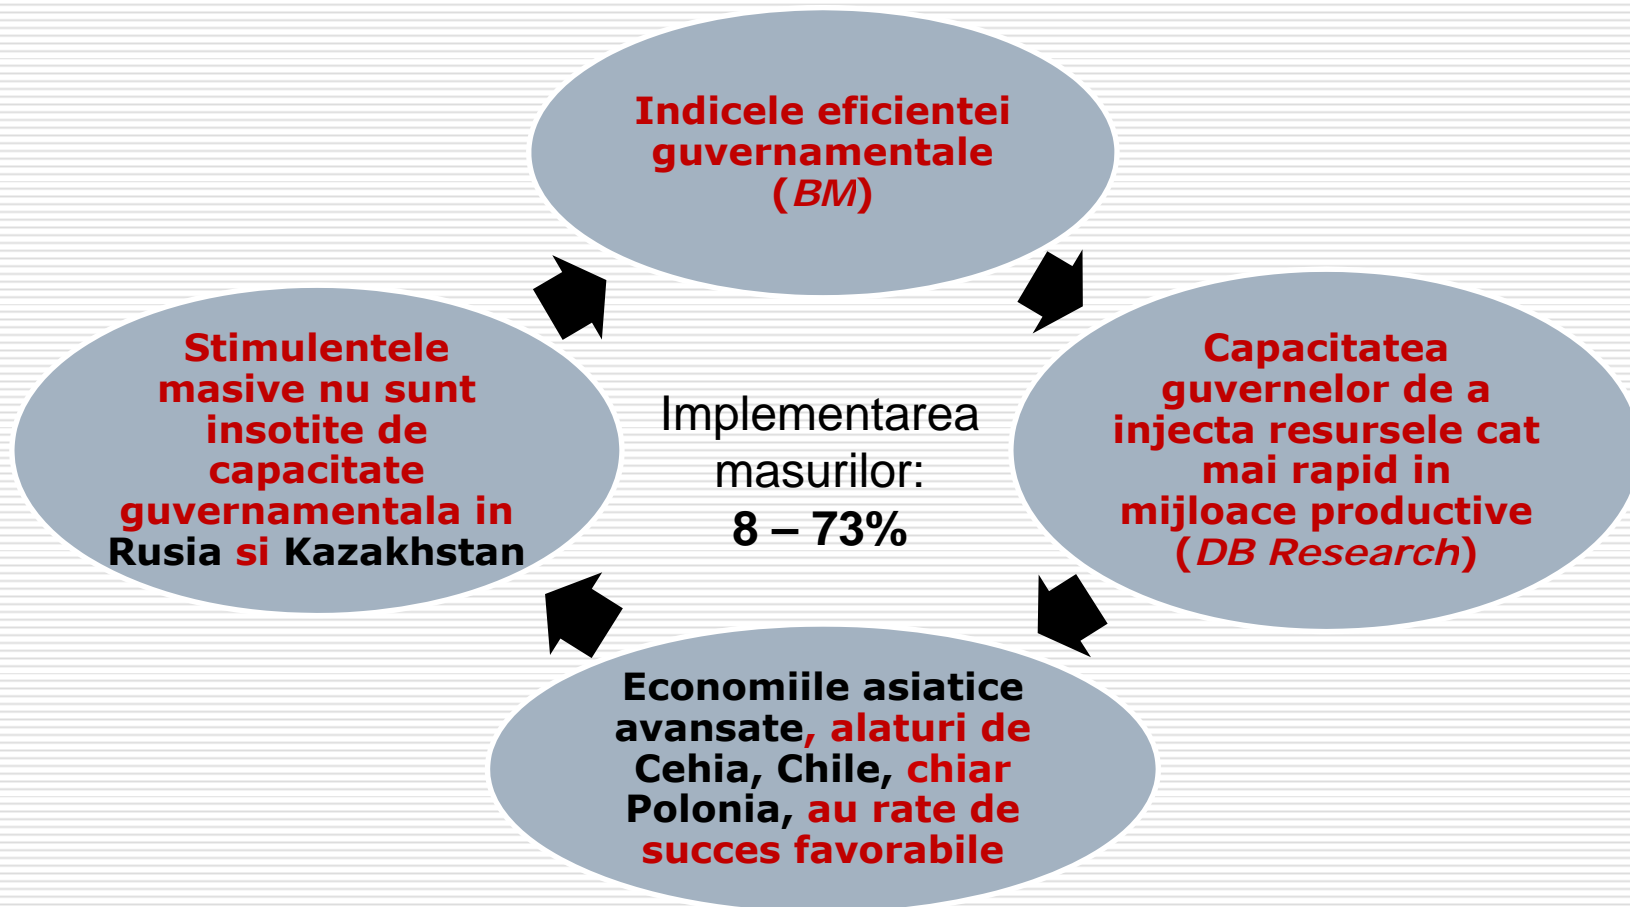 Indicele eficientei
guvernamentale
(BM)
Stimulentele
masive nu sunt
insotite de
capacitate
guvernamentala in
Rusia si Kazakhstan
Implementarea
masurilor:
8 – 73%
Capacitatea
guvernelor de a
injecta resursele cat
mai rapid in
mijloace productive
(DB Research)
Economiile asiatice
avansate, alaturi de
Cehia, Chile, chiar
Polonia, au rate de
succes favorabile